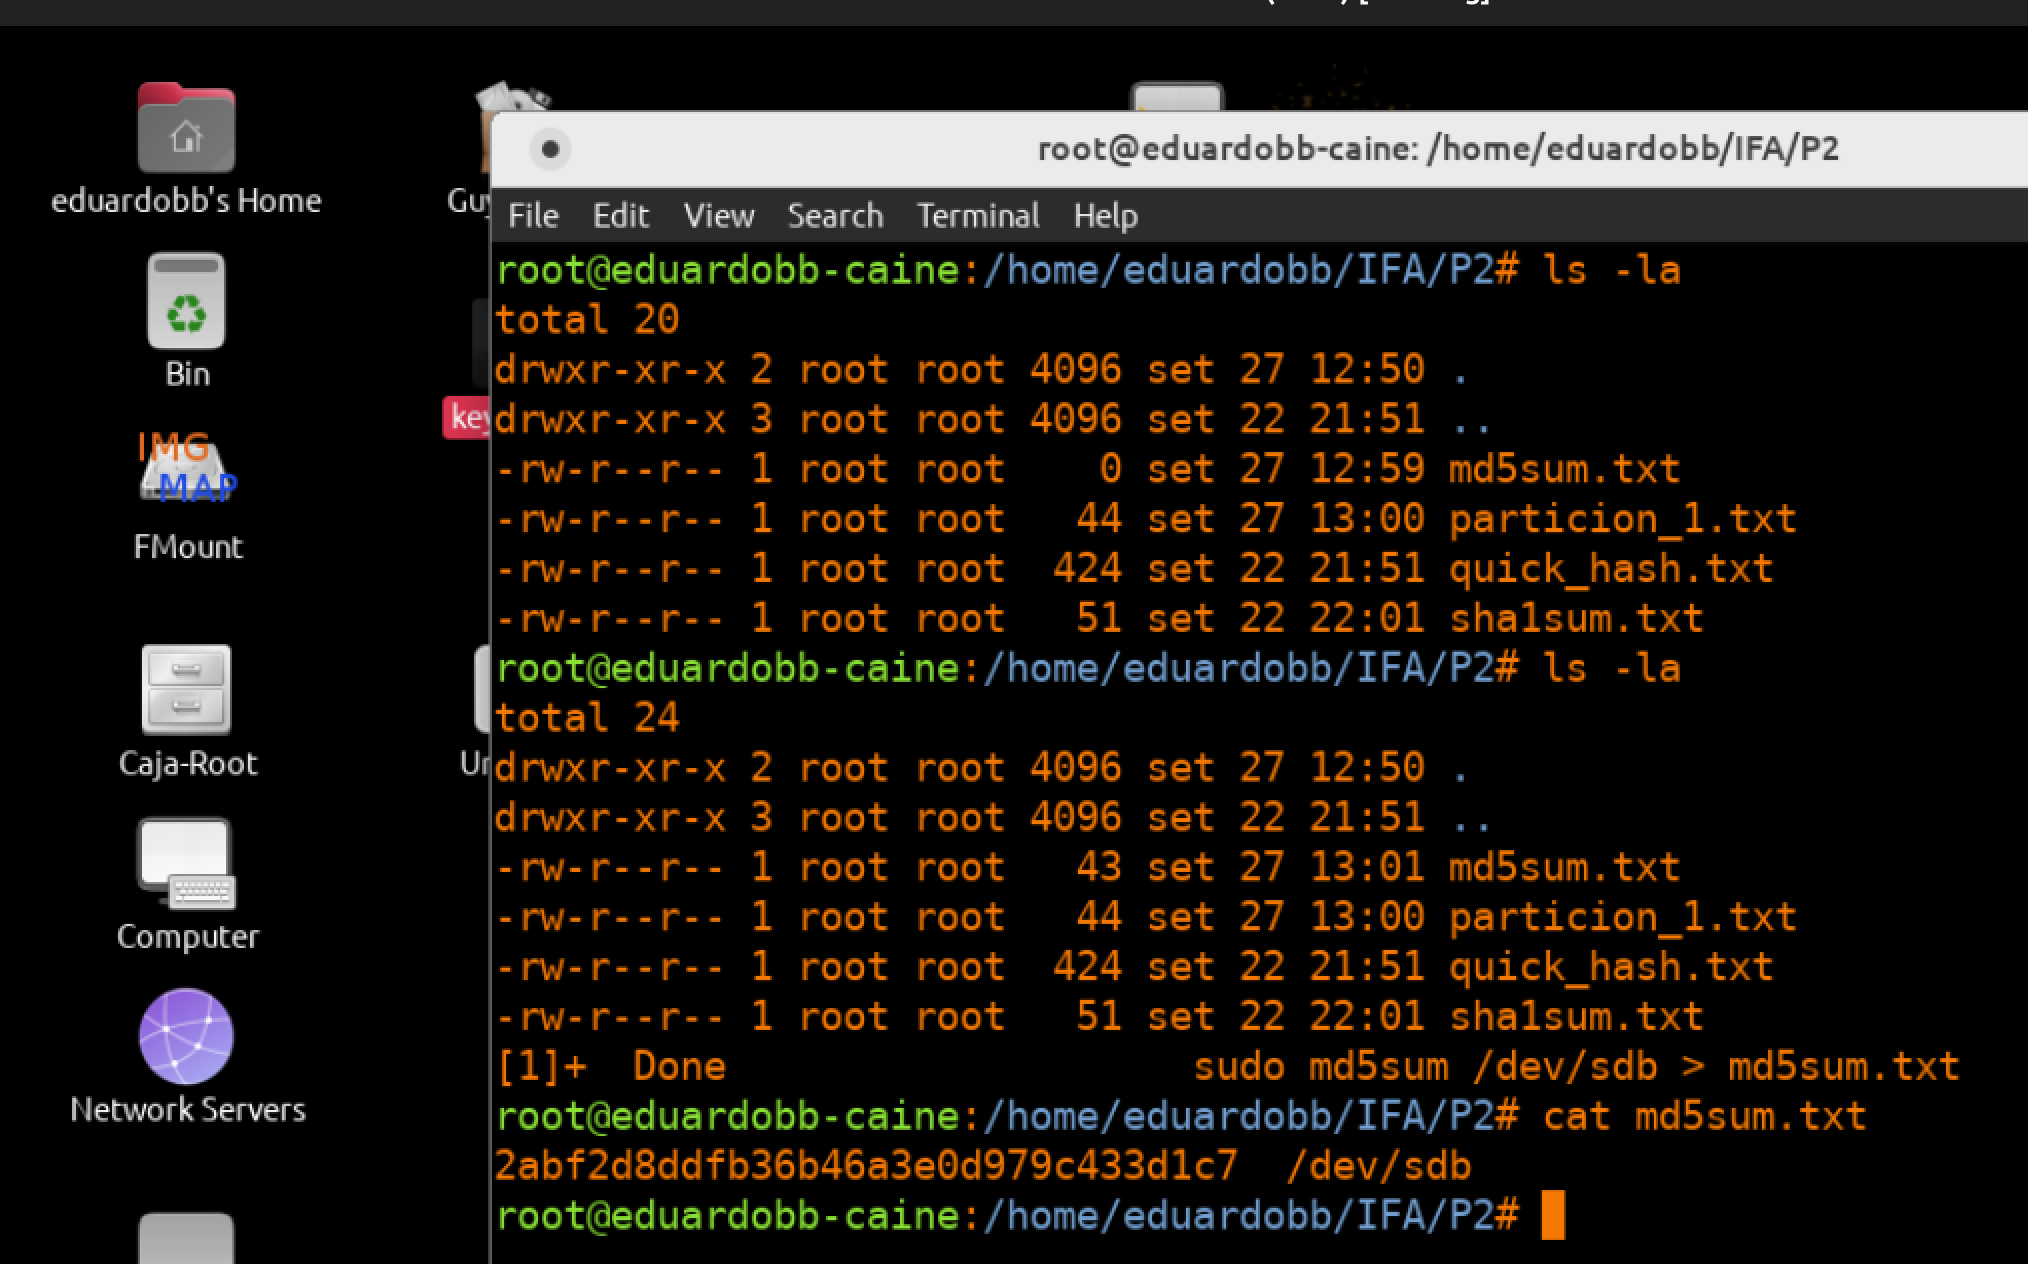 eduardobb's Home
Bin
IMG
MAP
FMount
Caja-Root
Computer
Network Servers
root@eduardobb-caine: /home/eduardobb/IFA/P2
File Edit View Search Terminal Help
root@eduardobb-caine:/home/eduardobb/IFA/P2# ls -la
total 20
drwxr-xr-x 2 root root 4096 set 27 12:50 .
drwxr-xr-x 3 root root 4096 set 22 21:51 ..
-rw-r--r-- 1 root root    0 set 27 12:59 md5sum.txt
-rw-r--r-- 1 root root   44 set 27 13:00 particion_1.txt
-rw-r--r-- 1 root root  424 set 22 21:51 quick_hash.txt
-rw-r--r-- 1 root root   51 set 22 22:01 sha1sum.txt
root@eduardobb-caine:/home/eduardobb/IFA/P2# ls -la
total 24
drwxr-xr-x 2 root root 4096 set 27 12:50 .
drwxr-xr-x 3 root root 4096 set 22 21:51 ..
-rw-r--r-- 1 root root   43 set 27 13:01 md5sum.txt
-rw-r--r-- 1 root root   44 set 27 13:00 particion_1.txt
-rw-r--r-- 1 root root  424 set 22 21:51 quick_hash.txt
-rw-r--r-- 1 root root   51 set 22 22:01 sha1sum.txt
[1]+  Done                    sudo md5sum /dev/sdb > md5sum.txt
root@eduardobb-caine:/home/eduardobb/IFA/P2# cat md5sum.txt
2abf2d8ddfb36b46a3e0d979c433d1c7  /dev/sdb
root@eduardobb-caine:/home/eduardobb/IFA/P2#